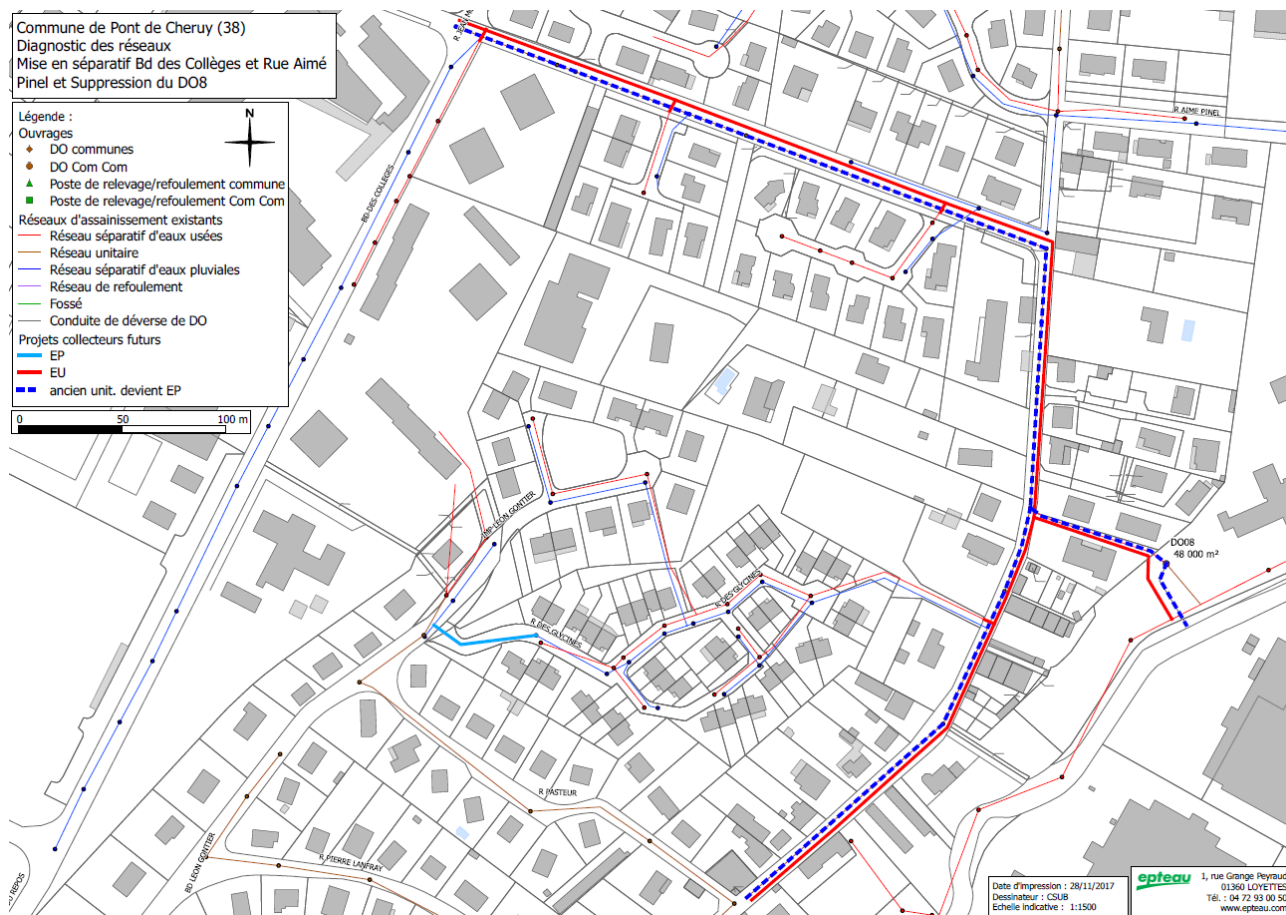 Commune de Pont de Cheruy (38)
Diagnostic des réseaux
Mise en séparatif Bd des Collèges et Rue Aimé
Pinel et Suppression du DO8
Légende :
N
Ouvrages
DO communes
DO Com Com
Poste de relevage/refoulement commune
Poste de relevage/refoulement Com Com
Réseaux d'assainissement existants
Réseau séparatif d'eaux usées
Réseau unitaire
Réseau séparatif d'eaux pluviales
Réseau de refoulement
Fossé
Conduite de déverse de DO
Projets collecteurs futurs
EP
EU
ancien unit. devient EP
0 50 100 m
R JEAN
R AIME PINEL
BD DES COLLEGES
IMP LEON GONTIER
DO08
48 000 m²
R DES GLYCINES
R DES GLYCINES
R PASTEUR
R PIERRE LANFRAY
BD LEON GONTIER
REPOS
Date d'impression : 28/11/2017
Dessinateur : CSUB
Echelle indicative : 1:1500
epteau
1, rue Grange Peyraud
01360 LOYETTES
Tél. : 04 72 93 00 50
www.epteau.com